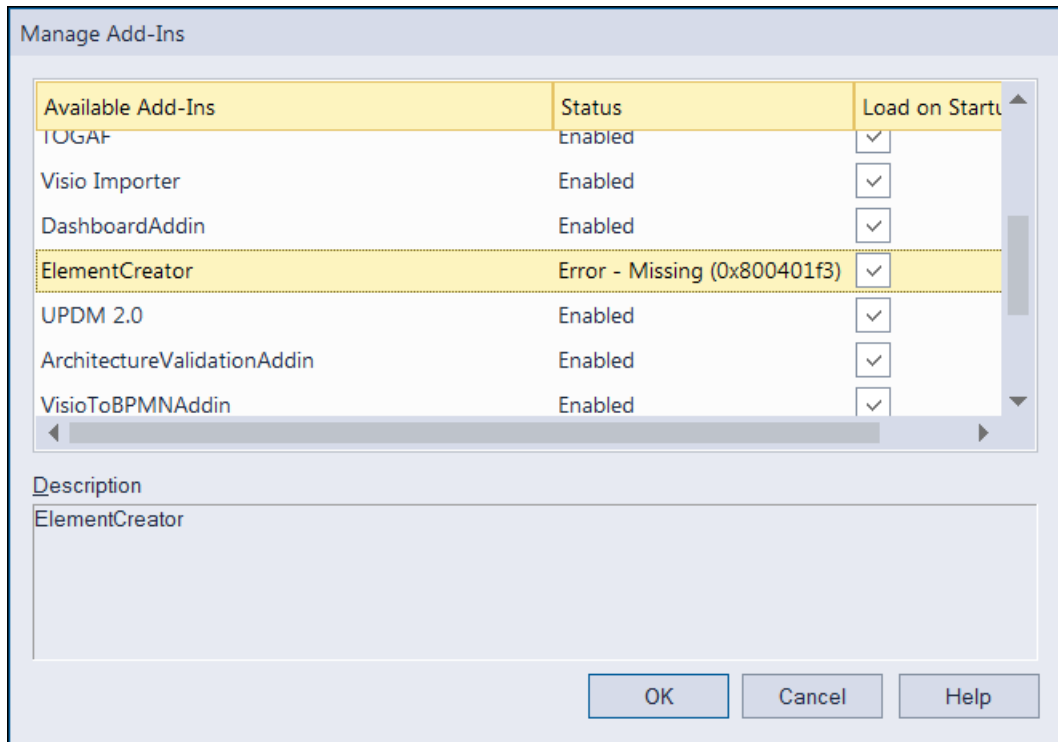 Manage Add-Ins
Available Add-Ins Status Load on Startu
TOGAF Enabled
Visio Importer Enabled
DashboardAddin Enabled
ElementCreator Error - Missing (0x800401f3)
UPDM 2.0 Enabled
ArchitectureValidationAddin Enabled
VisioToBPMNAddin Enabled
Description
ElementCreator
OK Cancel Help